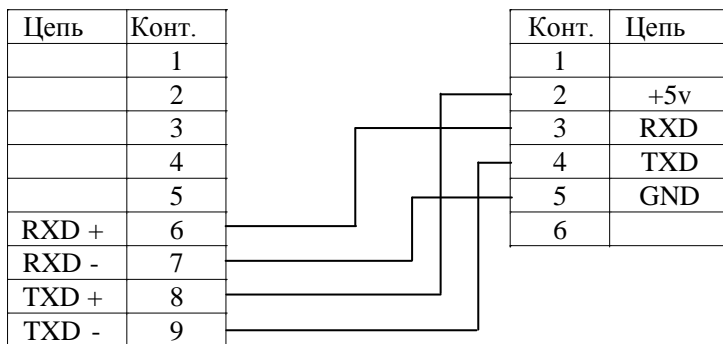 Цепь Конт.
1
2
3
4
5
RXD + 6
RXD - 7
TXD + 8
TXD - 9
Конт. Цепь
1
2 +5v
3 RXD
4 TXD
5 GND
6